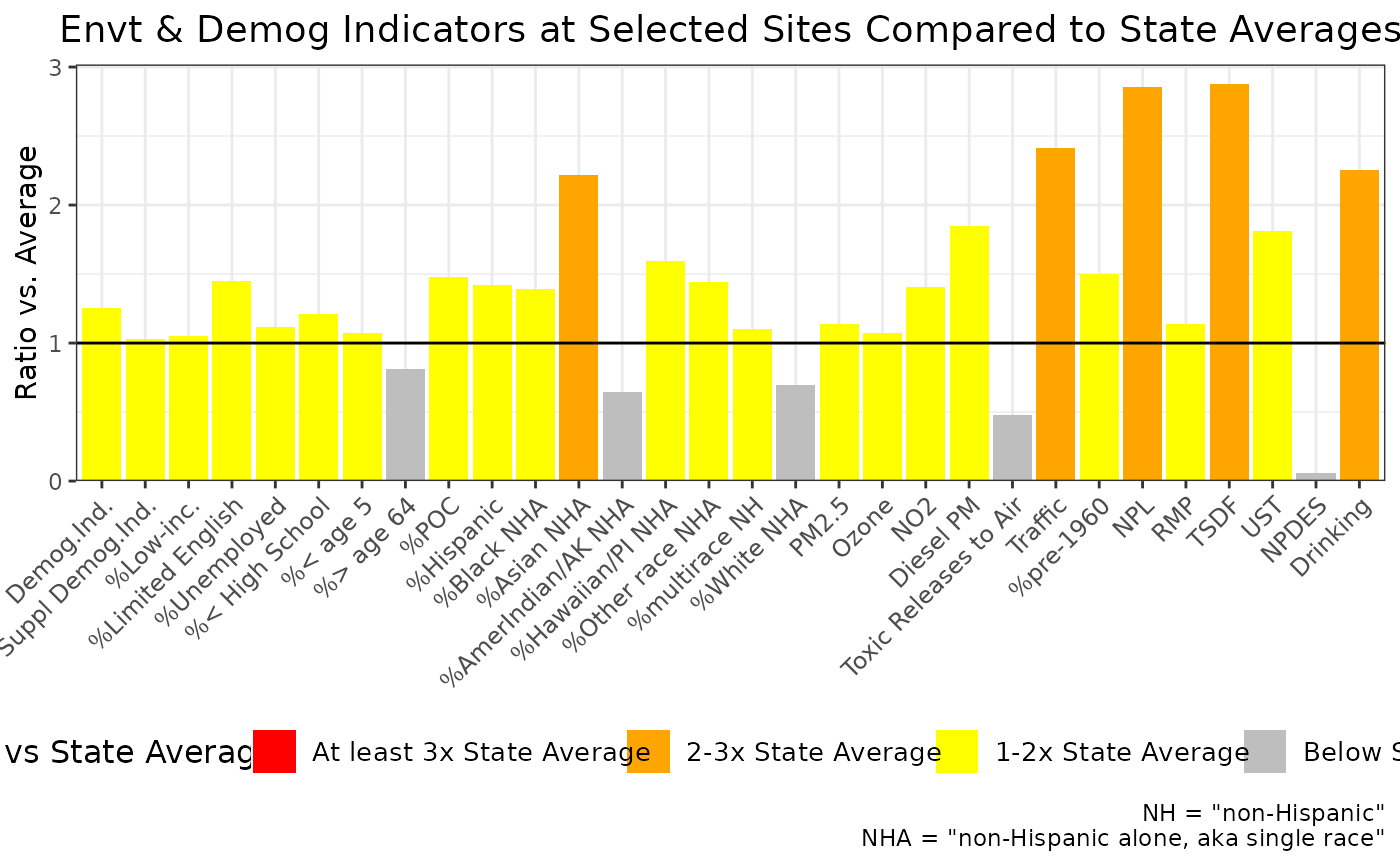 Envt & Demog Indicators at Selected Sites Compared to State Averages
Ratio vs. Average
3
2
1
0
Demog.Ind.
Suppl Demog.Ind.
%Low-inc.
%Limited English
%Unemployed
%< High School
%< age 5
%> age 64
%POC
%Hispanic
%Black NHA
%Asian NHA
%AmerIndian/AK NHA
%Hawaiian/PI NHA
%Other race NHA
%multirace NH
%White NHA
PM2.5
Ozone
NO2
Diesel PM
Toxic Releases to Air
Traffic
%pre-1960
NPL
RMP
TSDF
UST
NPDES
Drinking
vs State Averag
At least 3x State Average
2-3x State Average
1-2x State Average
Below S
NH = "non-Hispanic"
NHA = "non-Hispanic alone, aka single race"